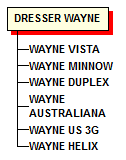 DRESSER WAYNE
WAYNE VISTA
WAYNE MINNOW
WAYNE DUPLEX
WAYNE
AUSTRALIANA
WAYNE US 3G
WAYNE HELIX